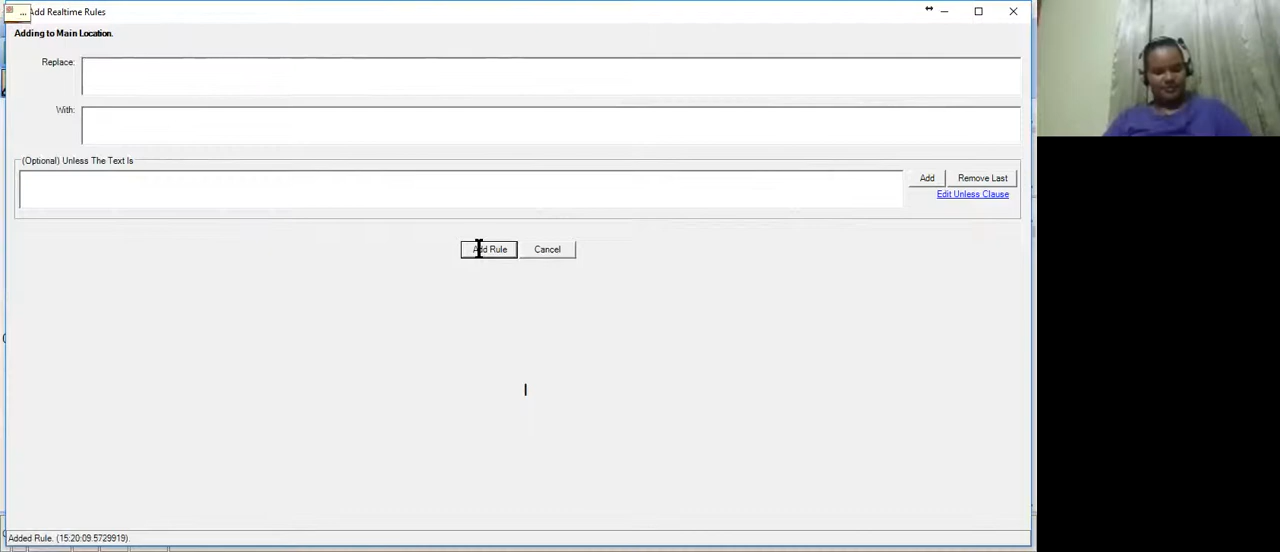 ...
Add Realtime Rules
Adding to Main Location.
Replace:
With:
(Optional) Unless The Text Is
Add Remove Last
Edit Unless Clause
Add Rule Cancel
Added Rule. (15:20:09.5729919).